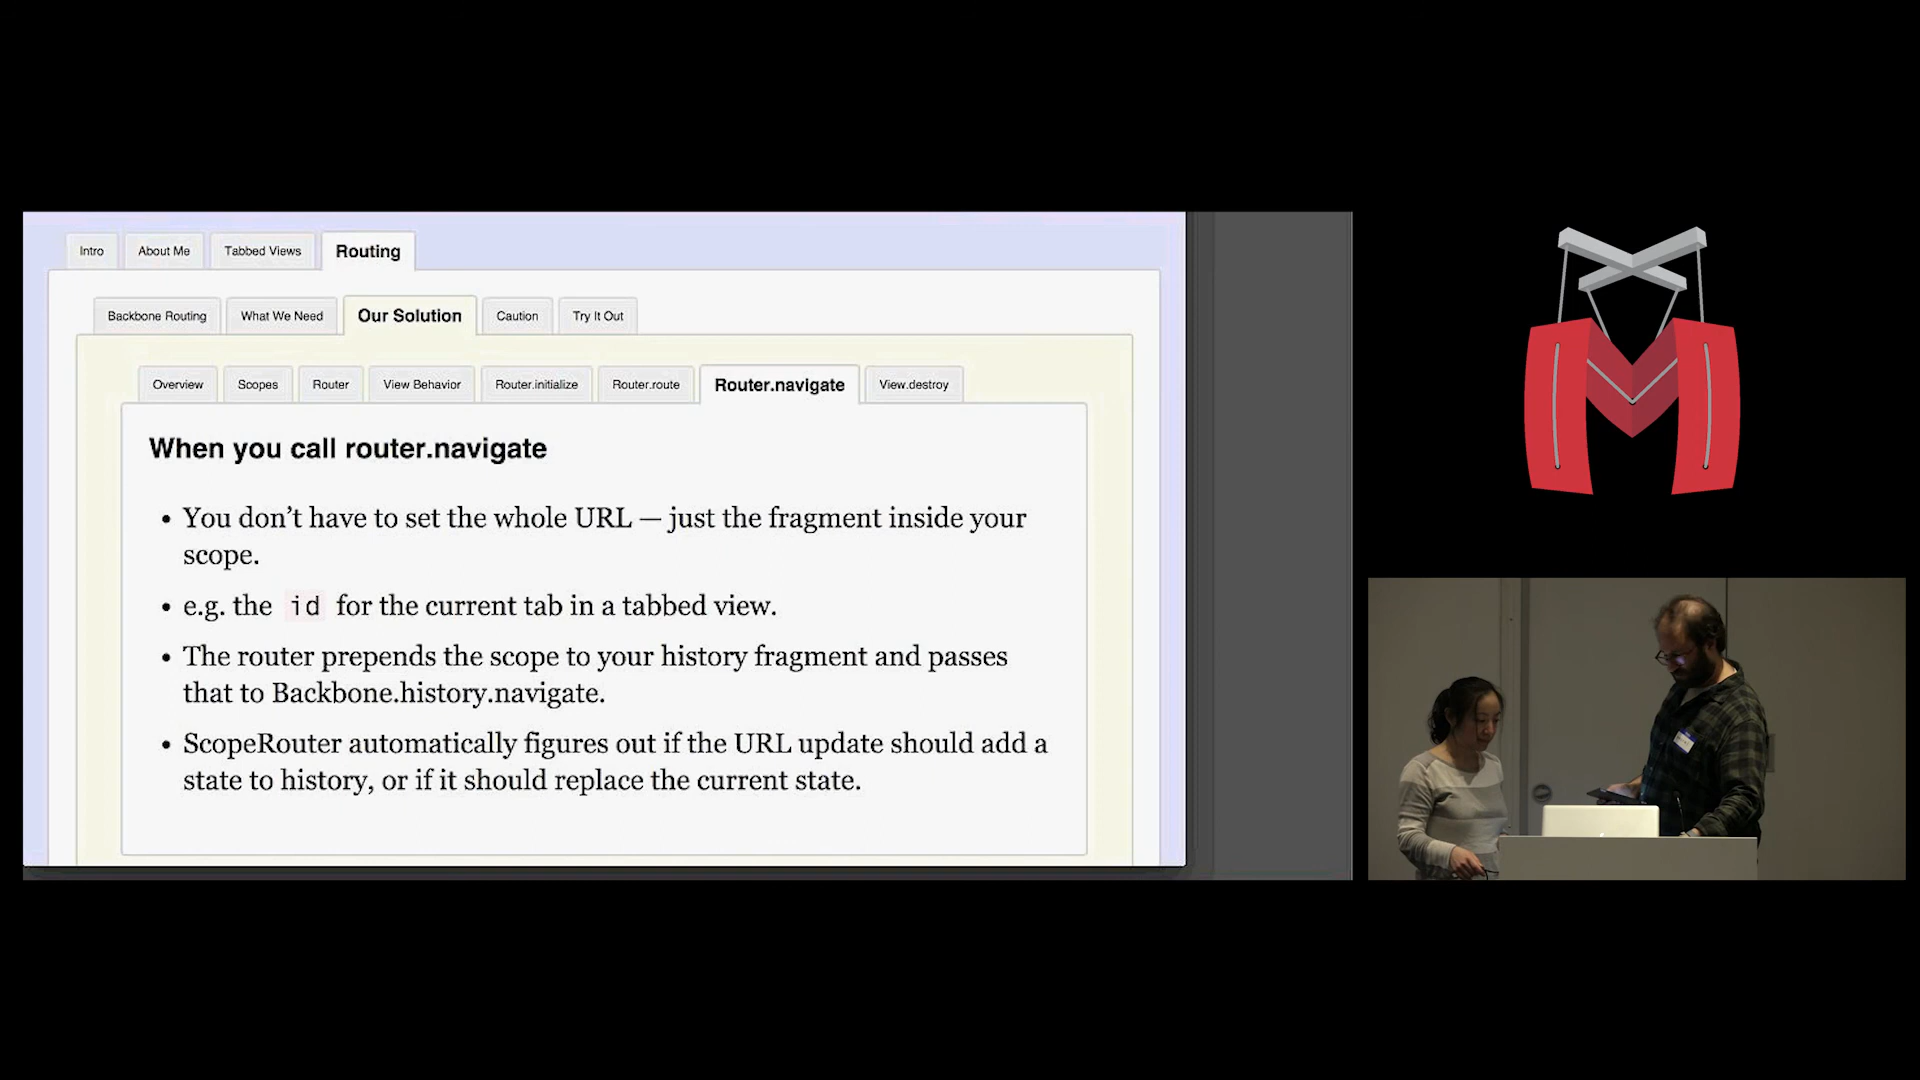 Intro About Me Tabbed Views Routing
Backbone Routing What We Need Our Solution Caution Try It Out
Overview Scopes Router View Behavior Router.initialize Router.route Router.navigate View.destroy
When you call router.navigate
• You don’t have to set the whole URL — just the fragment inside your
scope.
• e.g. the id for the current tab in a tabbed view.
• The router prepends the scope to your history fragment and passes
that to Backbone.history.navigate.
• ScopeRouter automatically figures out if the URL update should add a
state to history, or if it should replace the current state.